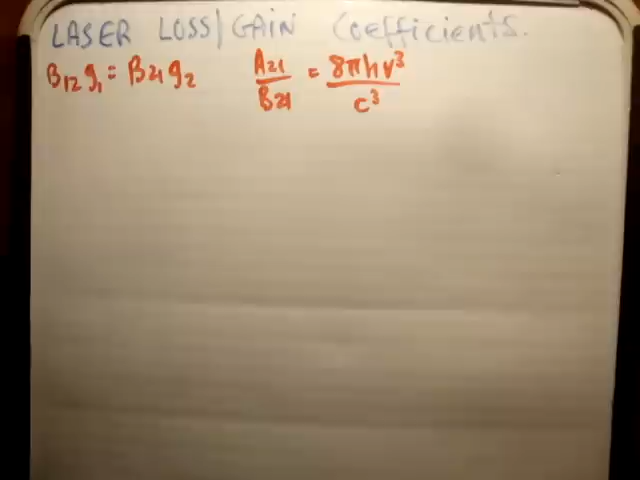 LASER LOSS/GAIN Coefficients.
B₁₂g₁ = B₂₁g₂ A₂₁/B₂₁ = 8πhν³/c³